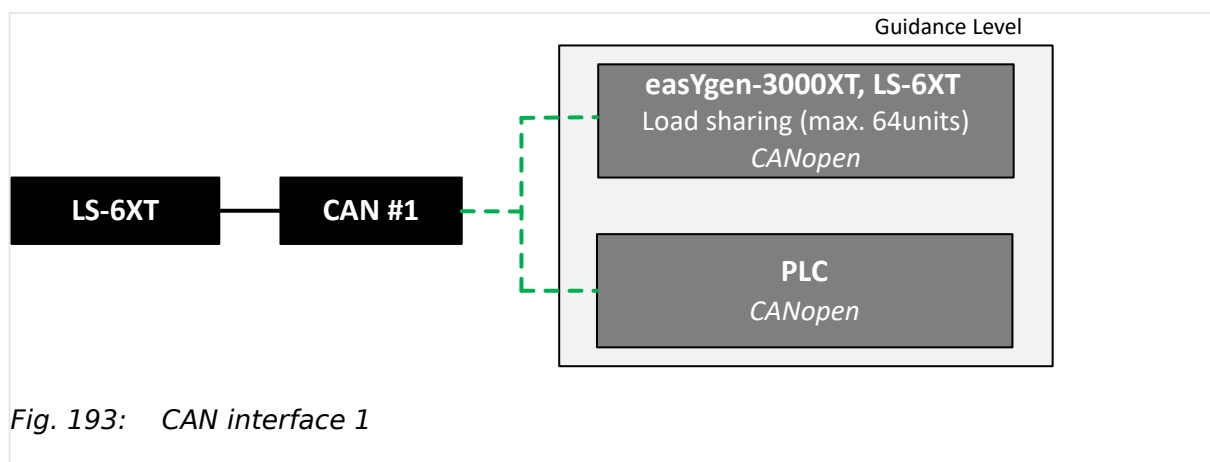 Guidance Level
easYgen-3000XT, LS-6XT
Load sharing (max. 64units)
CANopen
LS-6XT
CAN #1
PLC
CANopen
Fig. 193: CAN interface 1